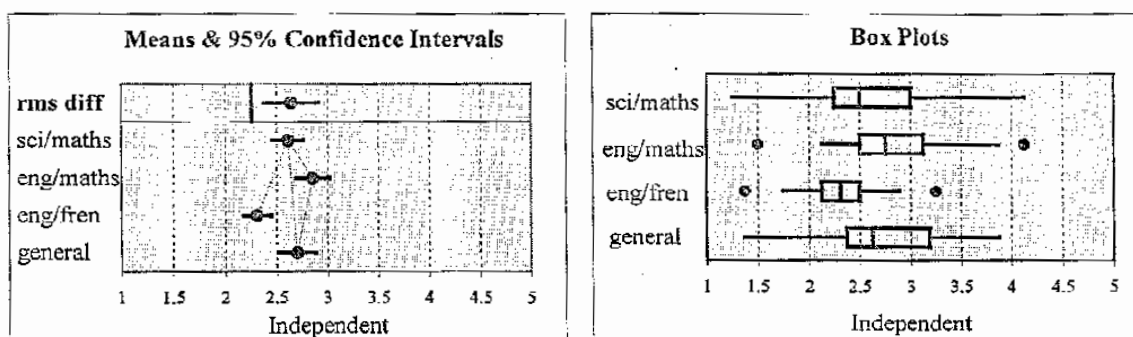 Means & 95% Confidence Intervals
rms diff
sci/maths
eng/maths
eng/fren
general
1 1.5 2 2.5 3 3.5 4 4.5 5
Independent
Box Plots
sci/maths
eng/maths
eng/fren
general
1 1.5 2 2.5 3 3.5 4 4.5 5
Independent